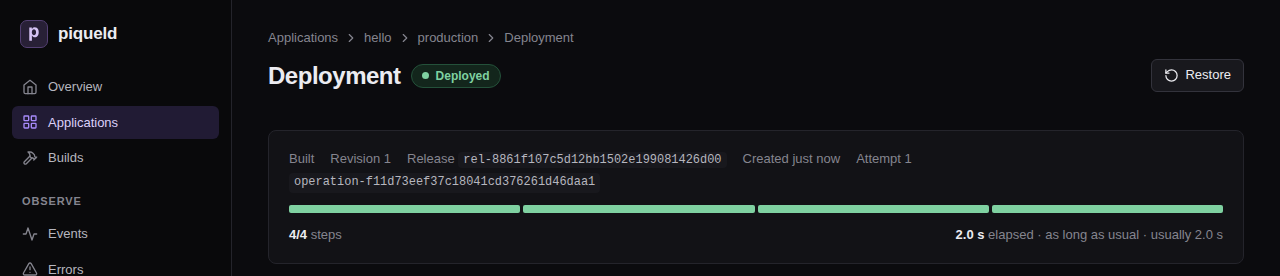 p piqueld
Overview
Applications
Builds
OBSERVE
Events
Errors
Applications > hello > production > Deployment
Deployment Deployed
Restore
Built Revision 1 Release rel-8861f107c5d12bb1502e199081426d00 Created just now Attempt 1
operation-f11d73eef37c18041cd376261d46daa1
4/4 steps
2.0 s elapsed · as long as usual · usually 2.0 s